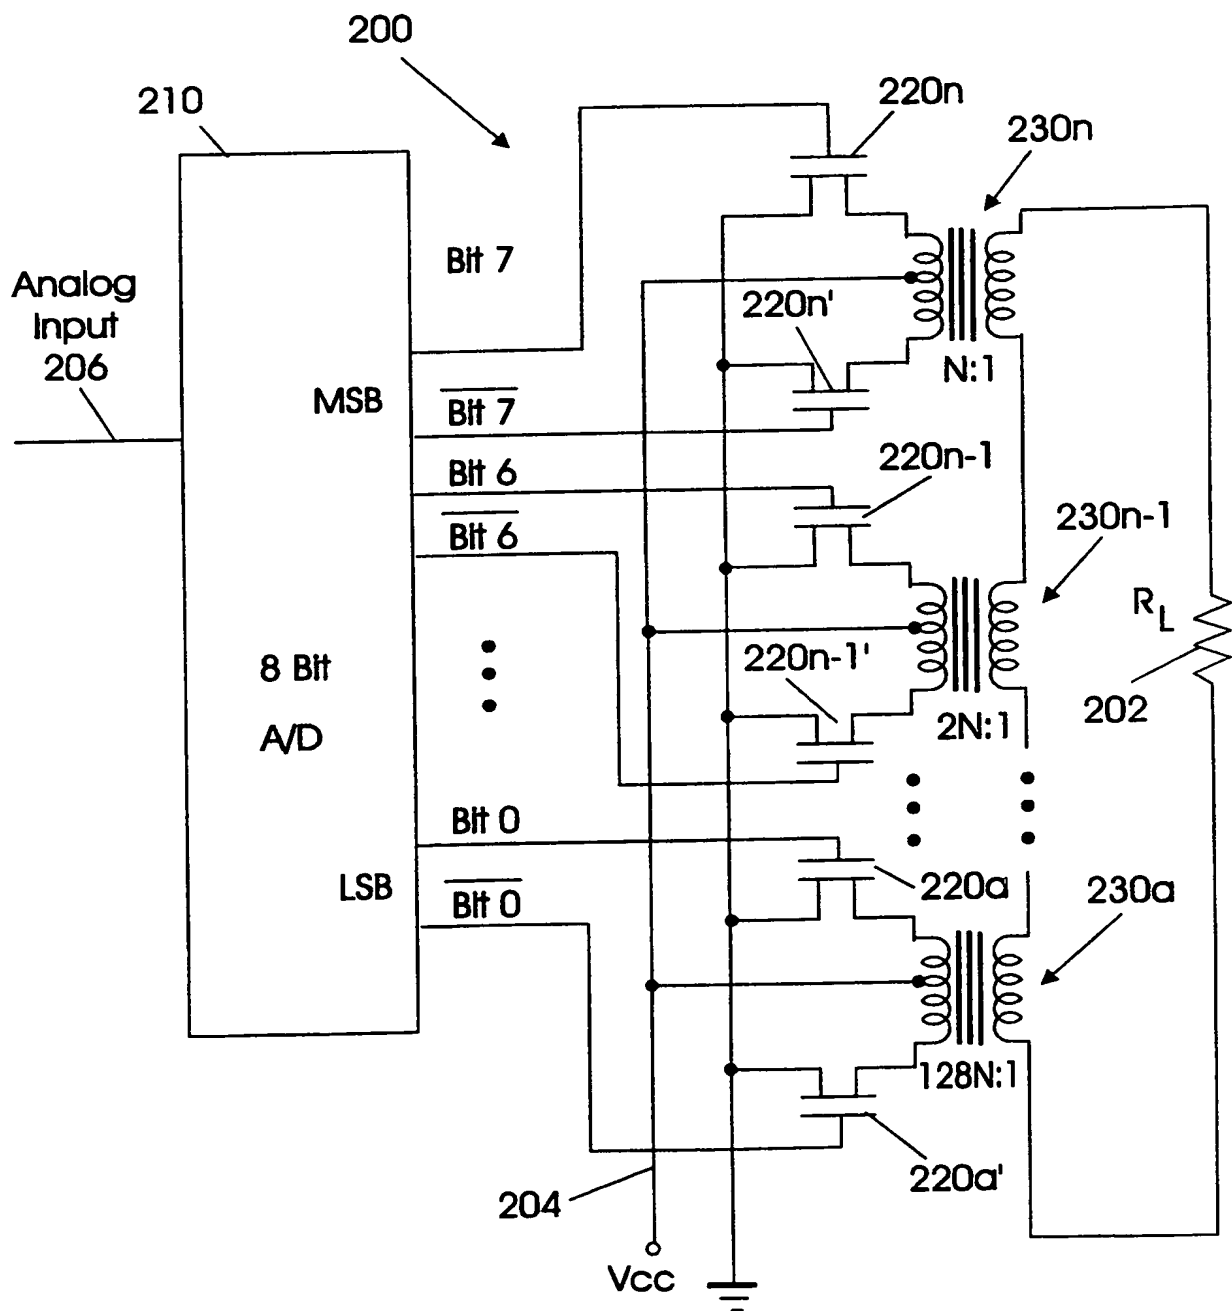 200
220n
210
230n
Bit 7
Analog
Input
206
220n'
N:1
MSB
Bit 7
220n-1
Bit 6
Bit 6
230n-1
RL
220n-1'
8 Bit
A/D
202
2N:1
Bit 0
220a
230a
LSB
Bit 0
128N:1
220a'
204
Vcc